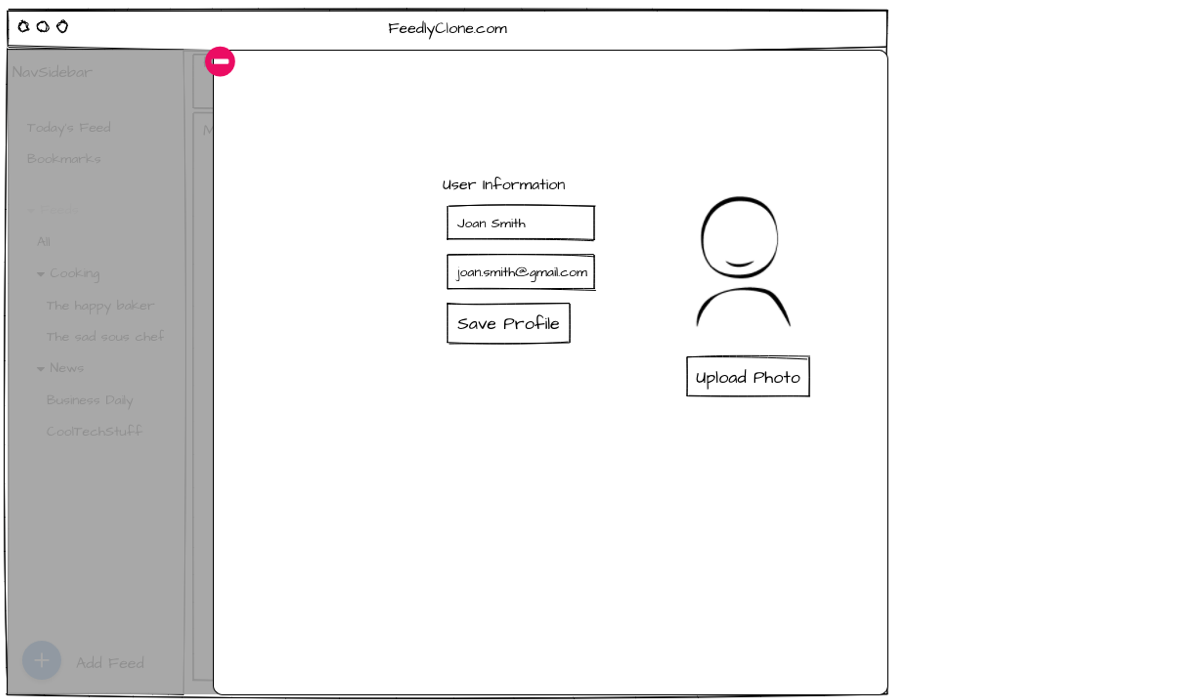 FeedlyClone.com
NavSidebar
Today's Feed
Bookmarks
Feeds
All
Cooking
The happy baker
The sad sous chef
News
Business Daily
CoolTechStuff
Add Feed
M
User Information
Joan Smith
joan.smith@gmail.com
Save Profile
Upload Photo